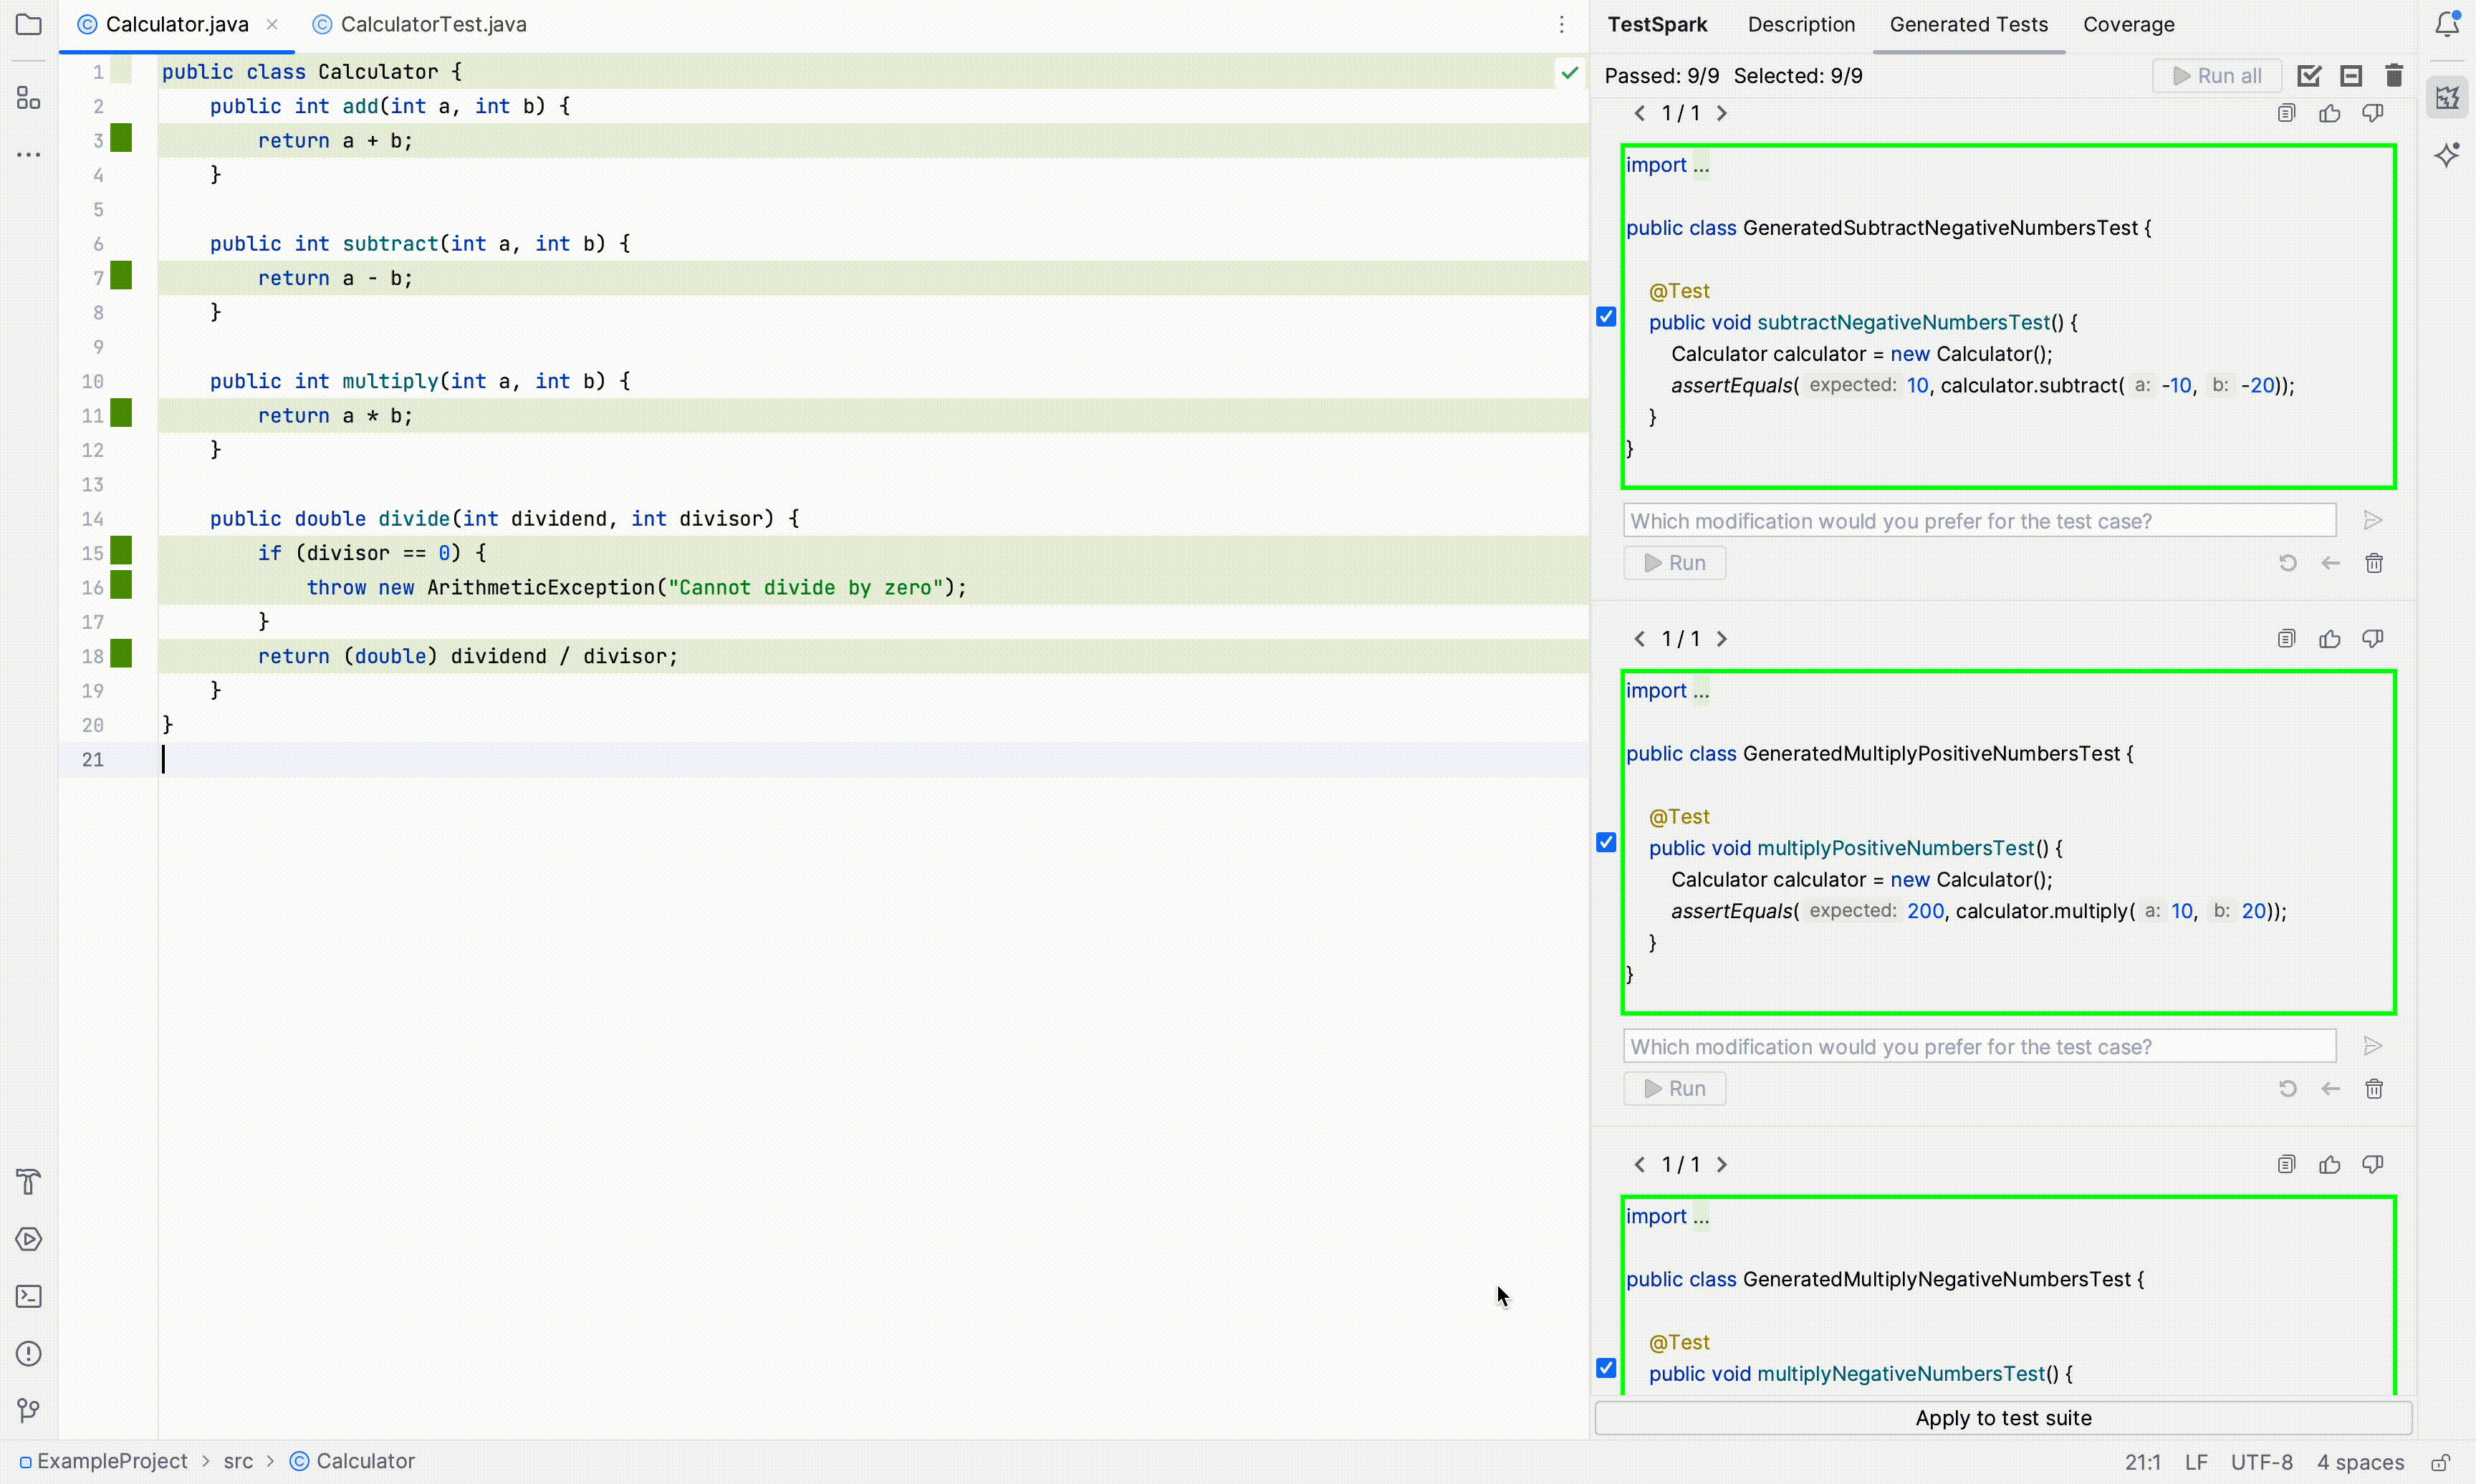 Calculator.java
CalculatorTest.java
1 public class Calculator {
2 public int add(int a, int b) {
3 return a + b;
4 }
5
6 public int subtract(int a, int b) {
7 return a - b;
8 }
9
10 public int multiply(int a, int b) {
11 return a * b;
12 }
13
14 public double divide(int dividend, int divisor) {
15 if (divisor == 0) {
16 throw new ArithmeticException("Cannot divide by zero");
17 }
18 return (double) dividend / divisor;
19 }
20 }
21
TestSpark Description Generated Tests Coverage
Passed: 9/9 Selected: 9/9 Run all
1 / 1
import ...
public class GeneratedSubtractNegativeNumbersTest {
@Test
public void subtractNegativeNumbersTest() {
Calculator calculator = new Calculator();
assertEquals( expected: 10, calculator.subtract( a: -10, b: -20));
}
}
Which modification would you prefer for the test case?
Run
1 / 1
import ...
public class GeneratedMultiplyPositiveNumbersTest {
@Test
public void multiplyPositiveNumbersTest() {
Calculator calculator = new Calculator();
assertEquals( expected: 200, calculator.multiply( a: 10, b: 20));
}
}
Which modification would you prefer for the test case?
Run
1 / 1
import ...
public class GeneratedMultiplyNegativeNumbersTest {
@Test
public void multiplyNegativeNumbersTest() {
Apply to test suite
ExampleProject > src > Calculator
21:1 LF UTF-8 4 spaces